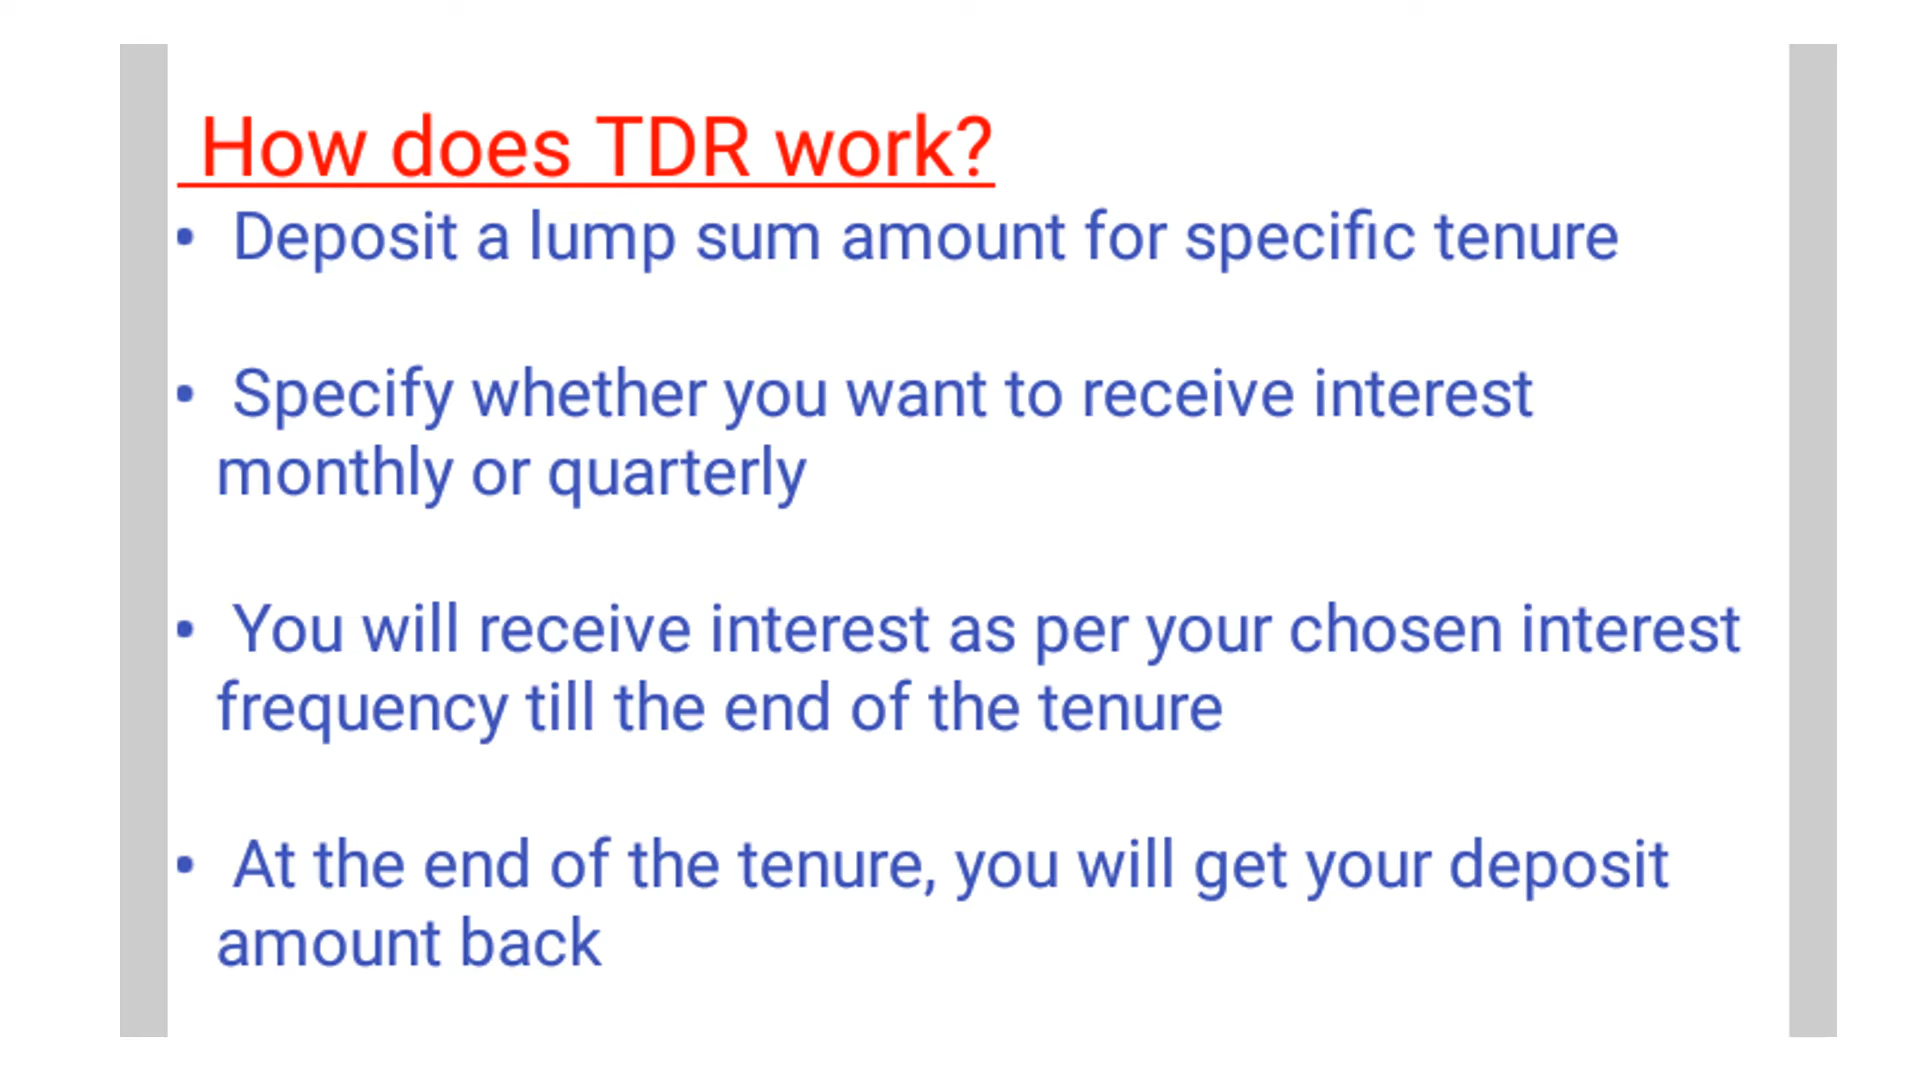 How does TDR work?
• Deposit a lump sum amount for specific tenure
• Specify whether you want to receive interest
monthly or quarterly
• You will receive interest as per your chosen interest
frequency till the end of the tenure
• At the end of the tenure, you will get your deposit
amount back